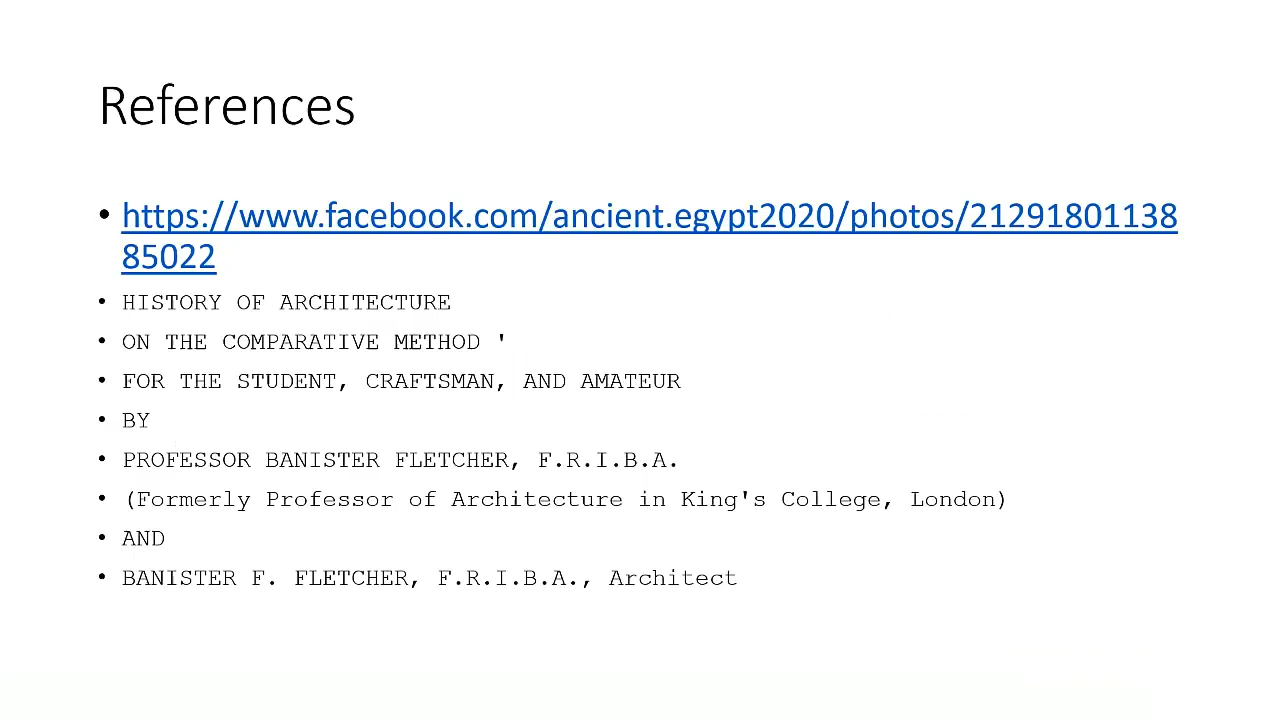 References
• https://www.facebook.com/ancient.egypt2020/photos/21291801138
85022
• HISTORY OF ARCHITECTURE
• ON THE COMPARATIVE METHOD '
• FOR THE STUDENT, CRAFTSMAN, AND AMATEUR
• BY
• PROFESSOR BANISTER FLETCHER, F.R.I.B.A.
• (Formerly Professor of Architecture in King's College, London)
• AND
• BANISTER F. FLETCHER, F.R.I.B.A., Architect